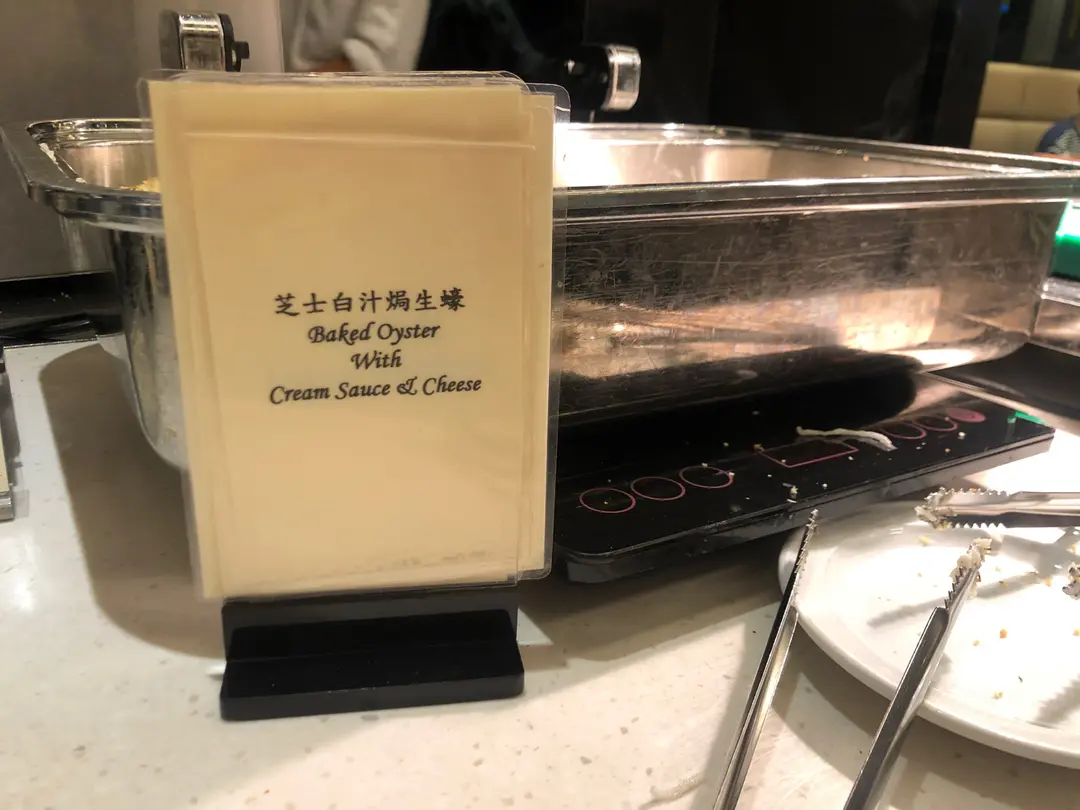 芝士白汁焗生蠔
Baked Oyster
With
Cream Sauce & Cheese